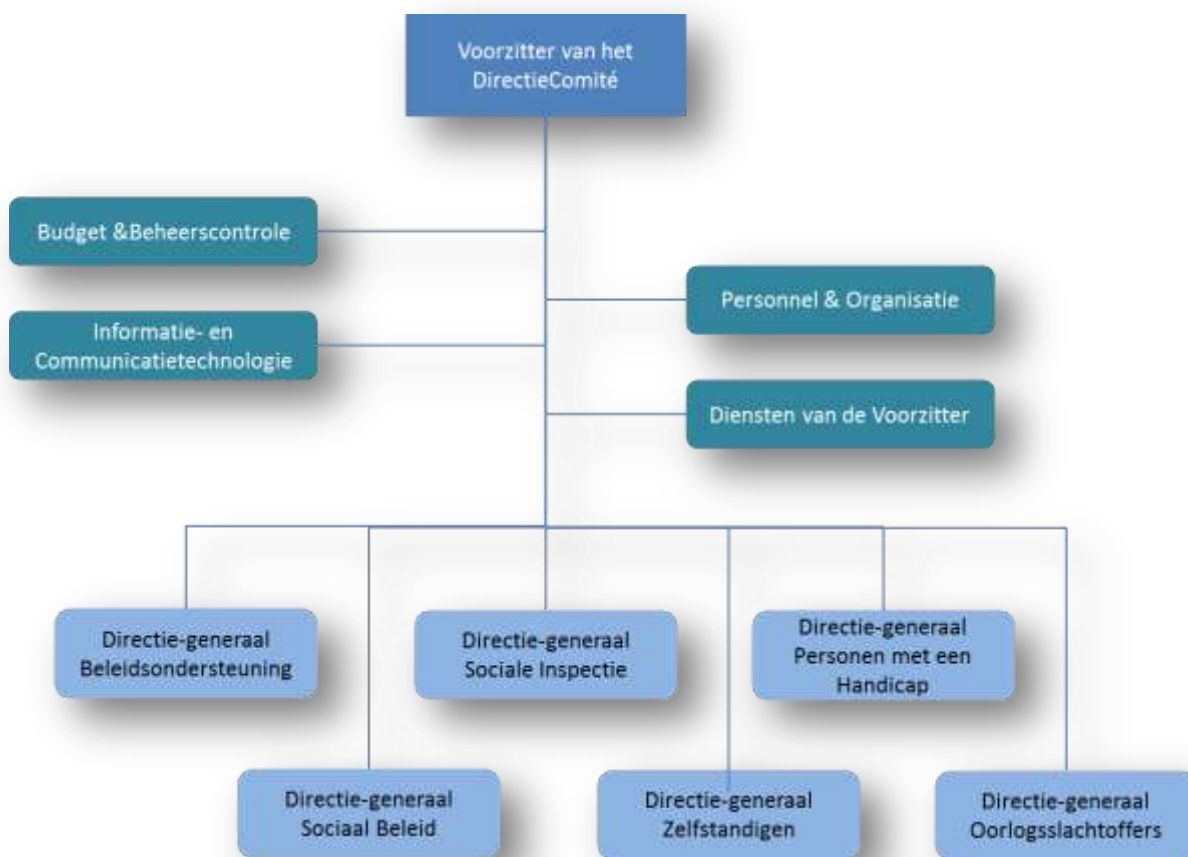 Voorzitter van het
DirectieComité
Budget &Beheerscontrole
Personnel & Organisatie
Informatie- en
Communicatietechnologie
Diensten van de Voorzitter
Directie-generaal
Beleidsondersteuning
Directie-generaal
Sociale Inspectie
Directie-generaal
Personen met een
Handicap
Directie-generaal
Sociaal Beleid
Directie-generaal
Zelfstandigen
Directie-generaal
Oorlogsslachtoffers